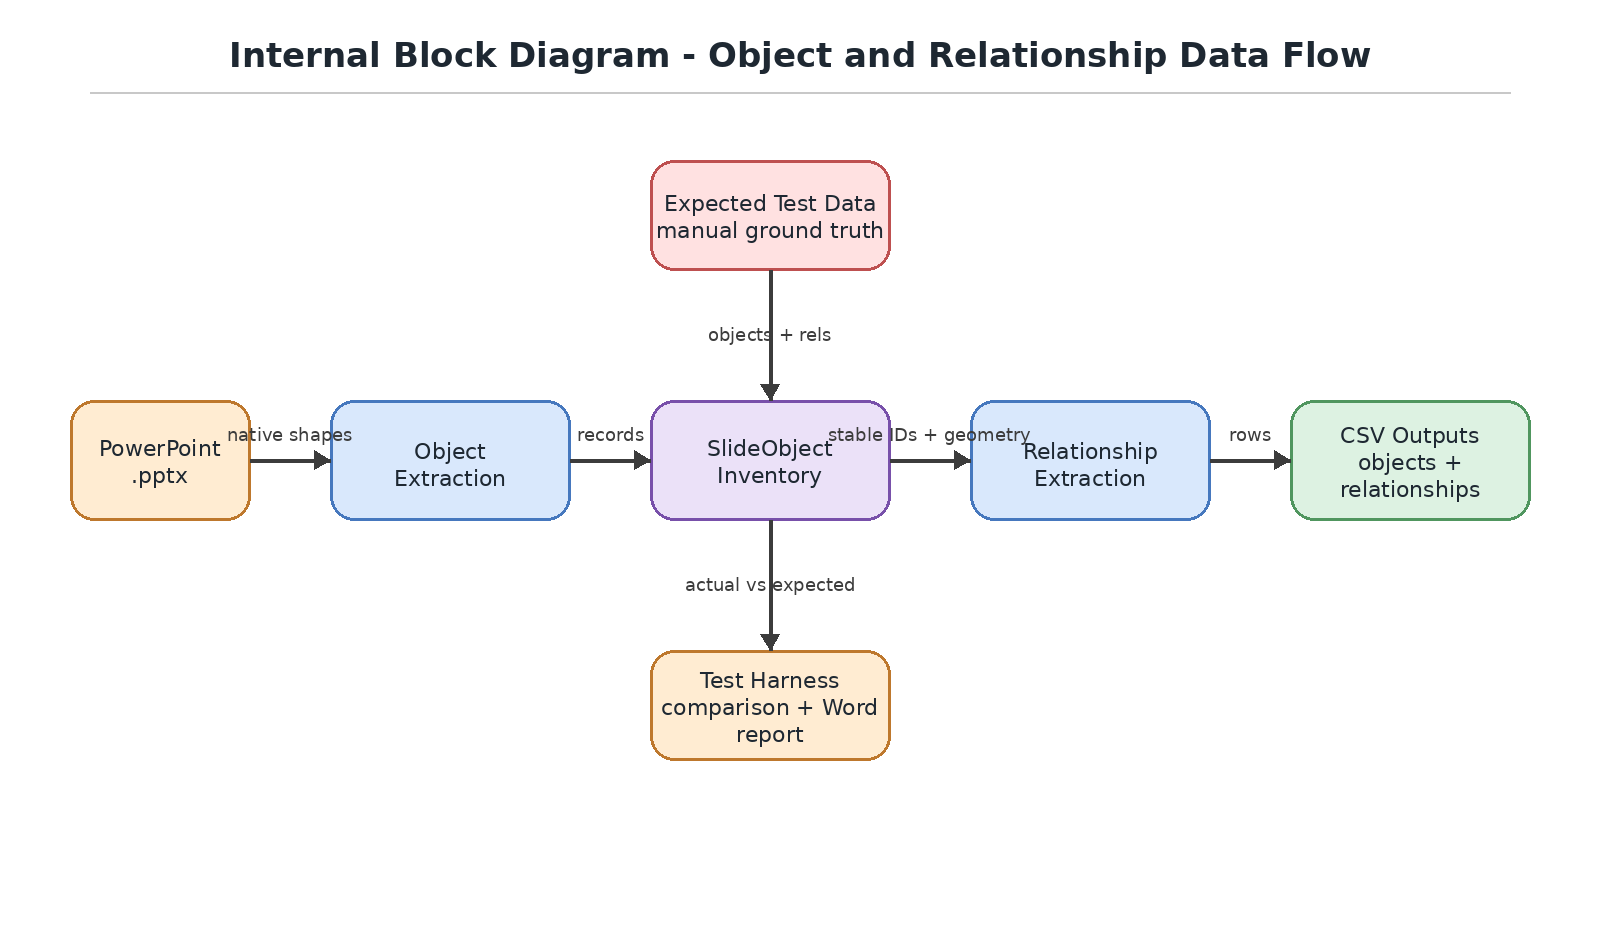 Internal Block Diagram - Object and Relationship Data Flow
Expected Test Data
manual ground truth
objects + rels
PowerPoint
.pptx
native shapes
Object
Extraction
records
SlideObject
Inventory
stable IDs + geometry
Relationship
Extraction
rows
CSV Outputs
objects +
relationships
actual vs expected
Test Harness
comparison + Word
report